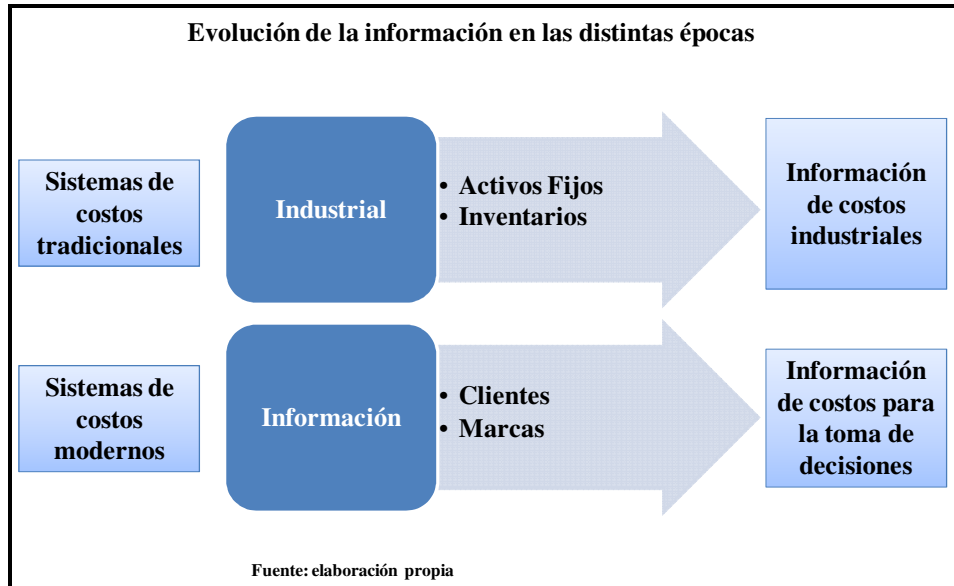 Evolución de la información en las distintas épocas
Sistemas de
costos
tradicionales
Industrial
• Activos Fijos
• Inventarios
Información
de costos
industriales
Sistemas de
costos
modernos
Información
• Clientes
• Marcas
Información
de costos para
la toma de
decisiones
Fuente: elaboración propia